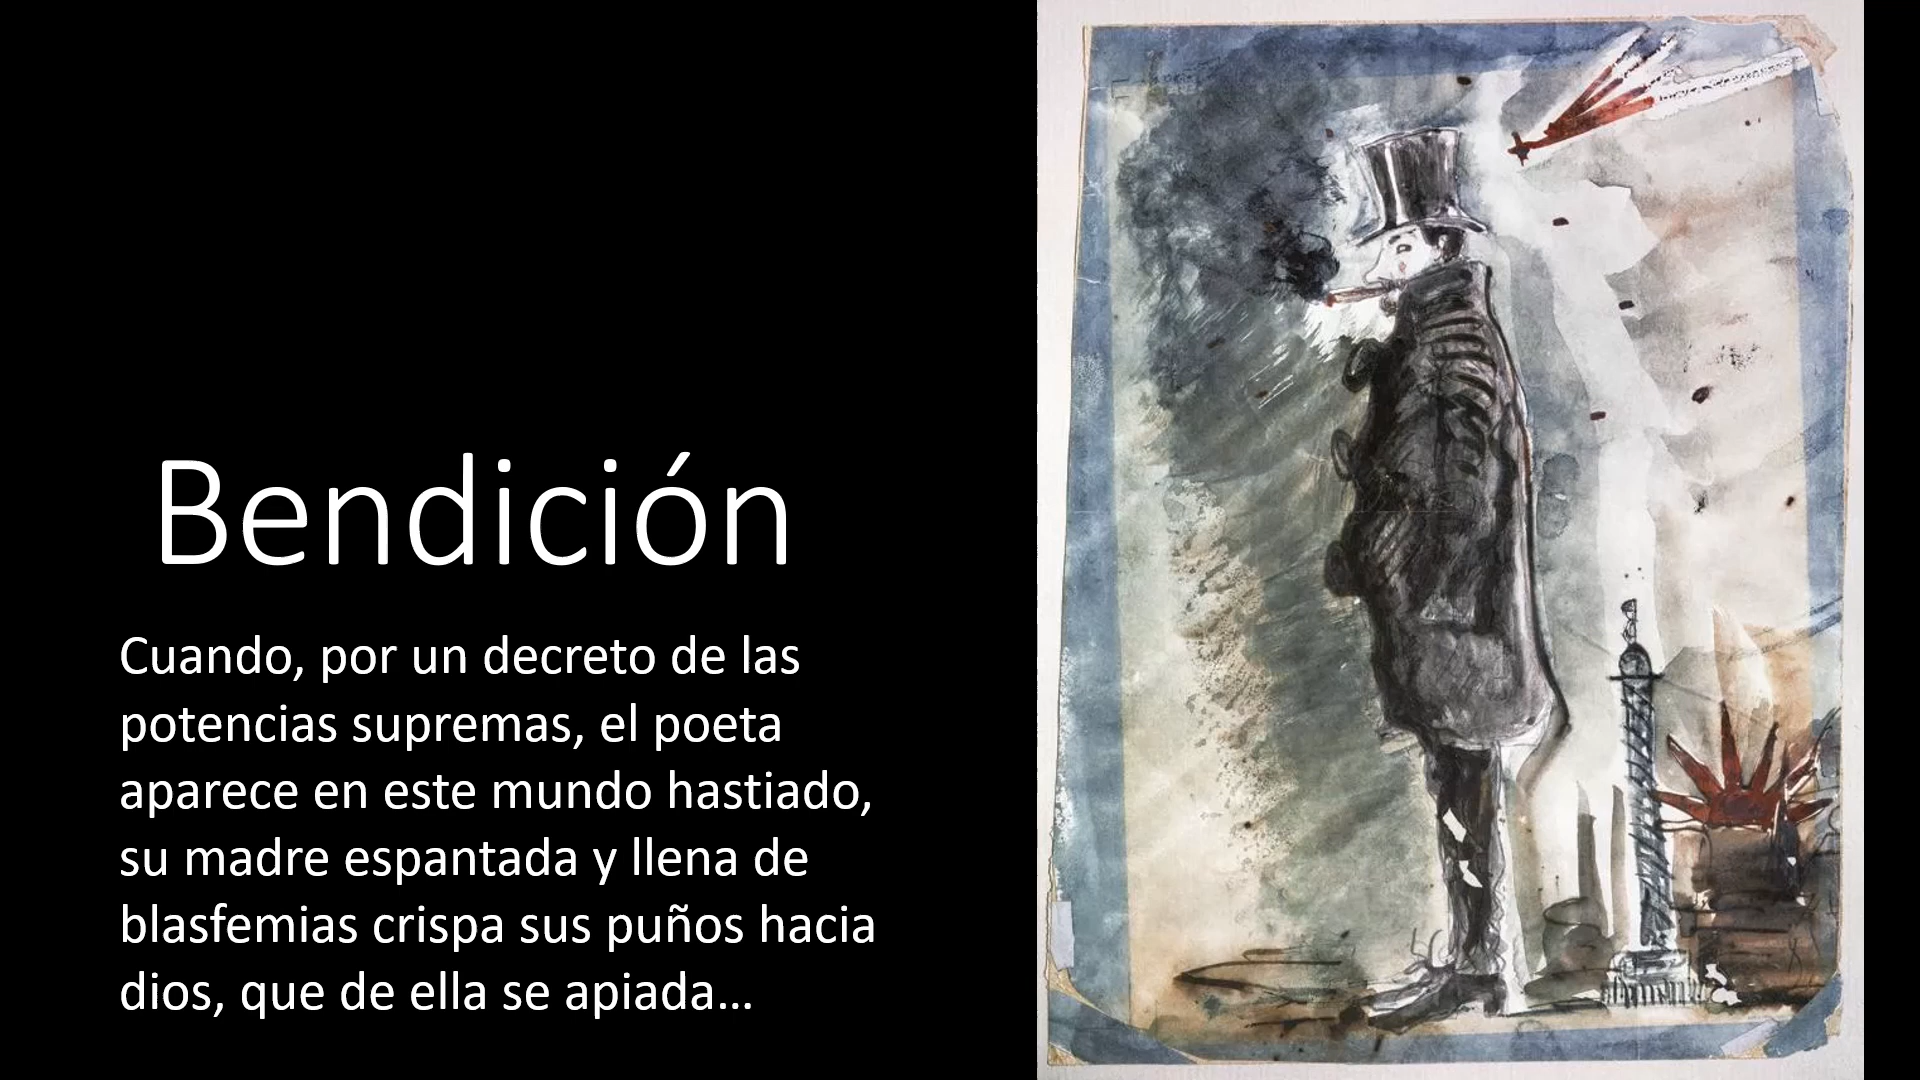 Bendición
Cuando, por un decreto de las
potencias supremas, el poeta
aparece en este mundo hastiado,
su madre espantada y llena de
blasfemias crispa sus puños hacia
dios, que de ella se apiada…